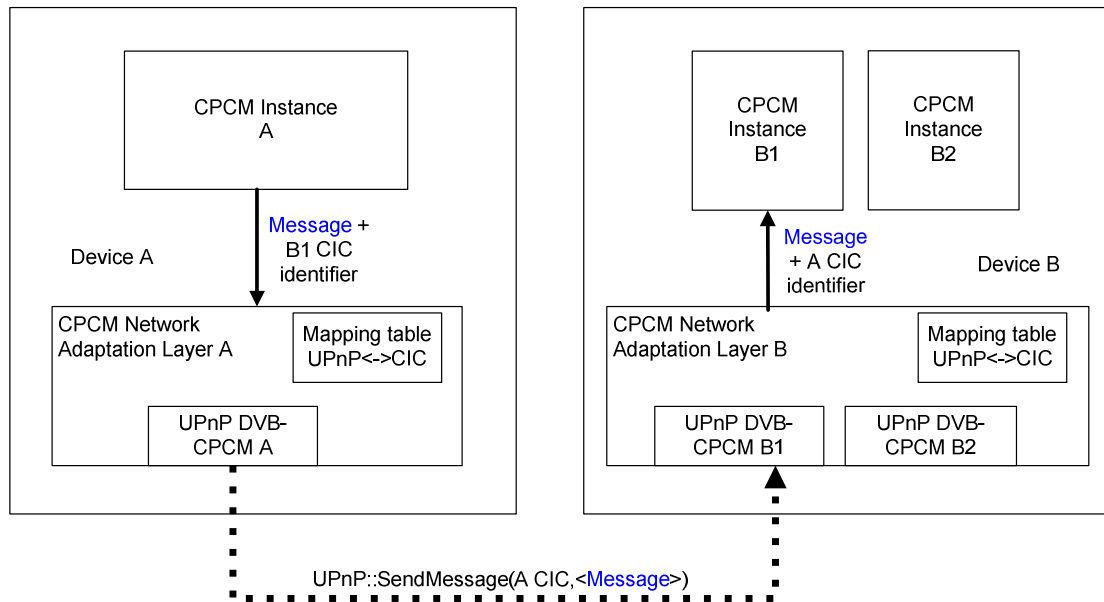 CPCM Instance
A
Message +
B1 CIC
identifier
Device A
CPCM Network
Adaptation Layer A
Mapping table
UPnP<->CIC
UPnP DVB-
CPCM A
CPCM
Instance
B1
CPCM
Instance
B2
Message
+ A CIC
identifier
Device B
CPCM Network
Adaptation Layer B
Mapping table
UPnP<->CIC
UPnP DVB-
CPCM B1
UPnP DVB-
CPCM B2
UPnP::SendMessage(A CIC,<Message>)